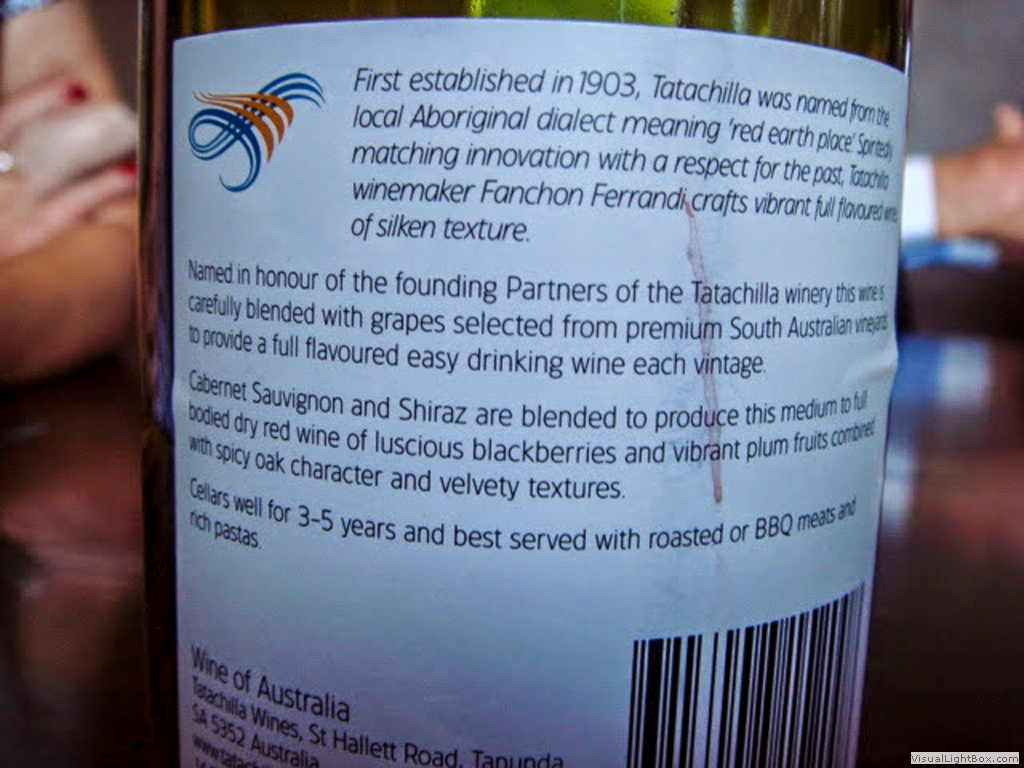 First established in 1903, Tatachilla was named from the
local Aboriginal dialect meaning 'red earth place'. Spiritedly
matching innovation with a respect for the past, Tatachilla
winemaker Fanchon Ferrandi crafts vibrant full flavoured wines
of silken texture.
Named in honour of the founding Partners of the Tatachilla winery this wine is
carefully blended with grapes selected from premium South Australian vineyards
to provide a full flavoured easy drinking wine each vintage.
Cabernet Sauvignon and Shiraz are blended to produce this medium to full
bodied dry red wine of luscious blackberries and vibrant plum fruits combined
with spicy oak character and velvety textures.
Cellars well for 3-5 years and best served with roasted or BBQ meats and
rich pastas.
Wine of Australia
Tatachilla Wines, St Hallett Road, Tanunda
SA 5352 Australia
VisualLightBox.com